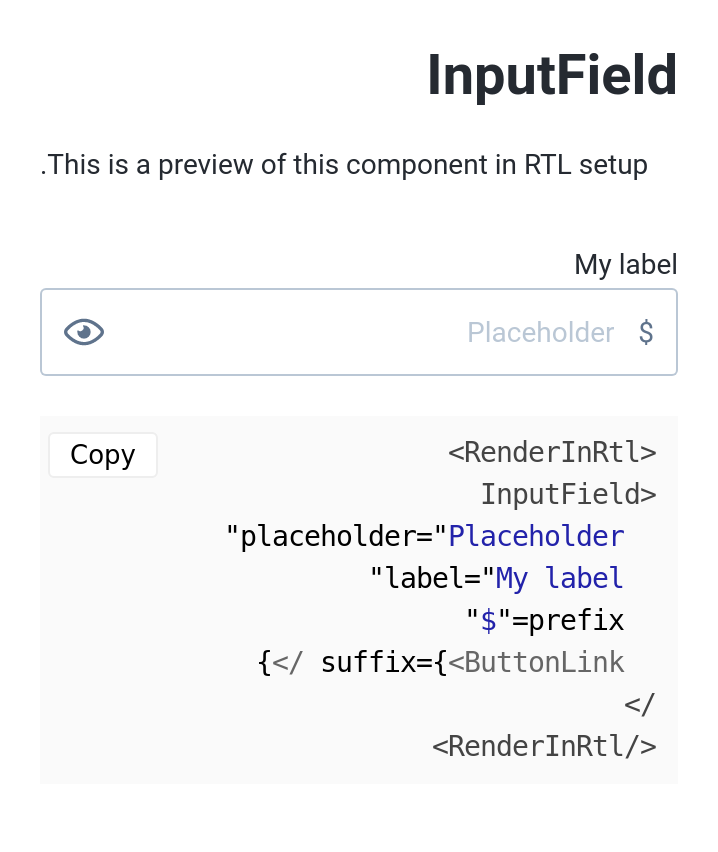 InputField
.This is a preview of this component in RTL setup
My label
Placeholder $
Copy
<RenderInRtl>
InputField>
"placeholder="Placeholder
"label="My label
"$"=prefix
{</ suffix={<ButtonLink
</
<RenderInRtl/>